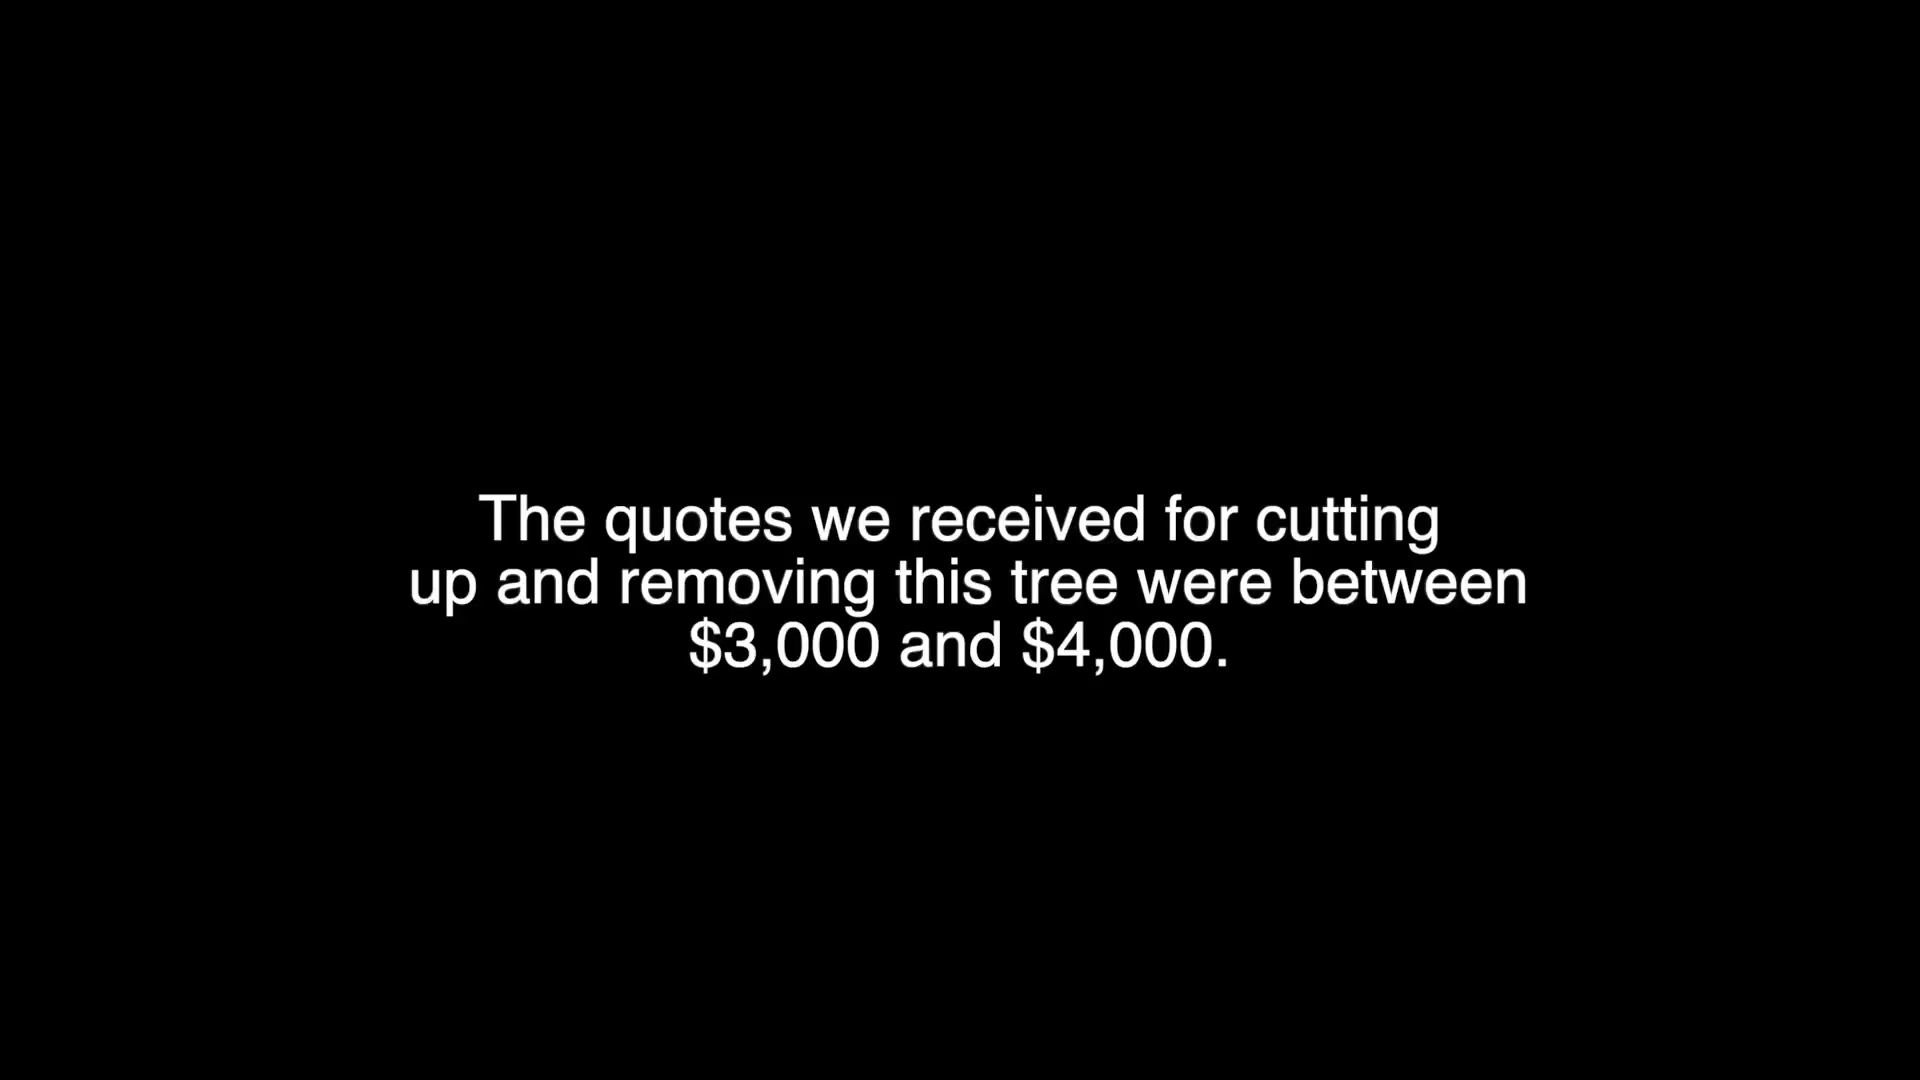 The quotes we received for cutting
up and removing this tree were between
$3,000 and $4,000.